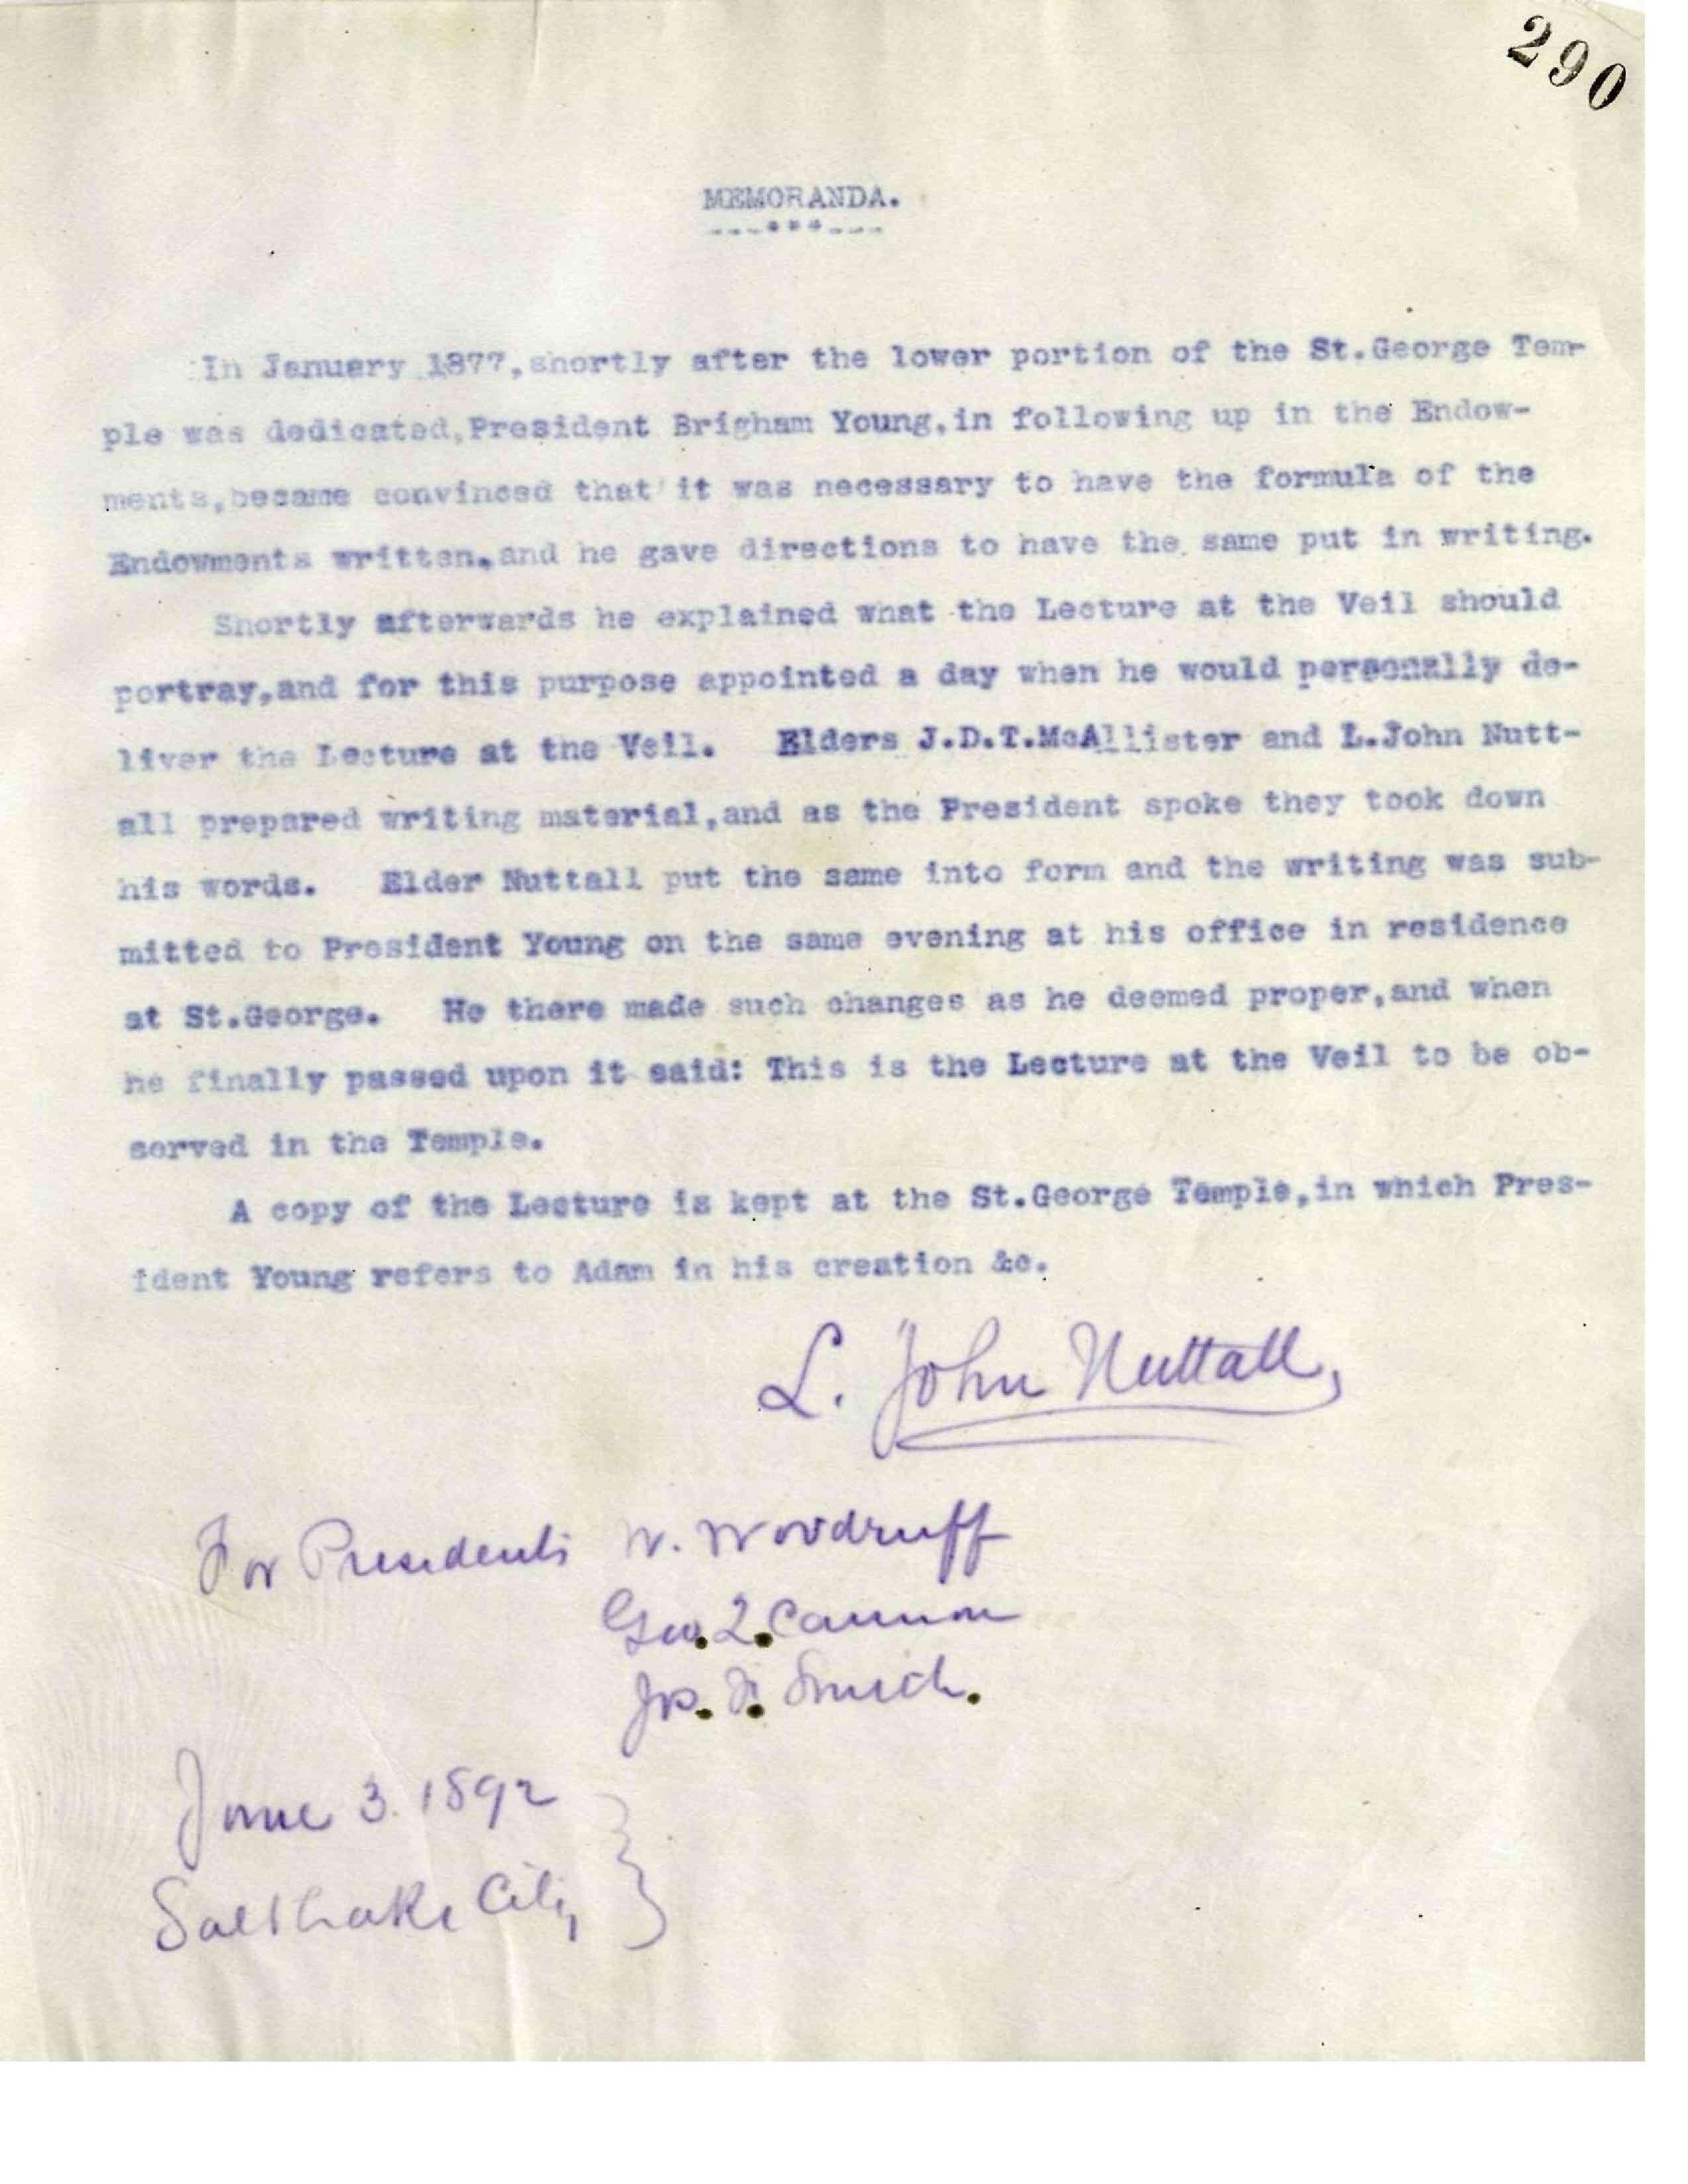 290
MEMORANDA.
---***---
In January 1877,shortly after the lower portion of the St.George Tem-
ple was dedicated,President Brigham Young,in following up in the Endow-
ments,became convinced that it was necessary to have the formula of the
Endowments written,and he gave directions to have the same put in writing.
Shortly afterwards he explained what the Lecture at the Veil should
portray,and for this purpose appointed a day when he would personally de-
liver the Lecture at the Veil. Elders J.D.T.McAllister and L.John Nutt-
all prepared writing material,and as the President spoke they took down
his words. Elder Nuttall put the same into form and the writing was sub-
mitted to President Young on the same evening at his office in residence
at St.George. He there made such changes as he deemed proper,and when
he finally passed upon it said: This is the Lecture at the Veil to be ob-
served in the Temple.
A copy of the Lecture is kept at the St.George Temple,in which Pres-
ident Young refers to Adam in his creation &c.
L. John Nuttall,
For Presidents W. Woodruff
Geo. Q. Cannon
Jos. F. Smith.
June 3. 1892
Salt Lake City